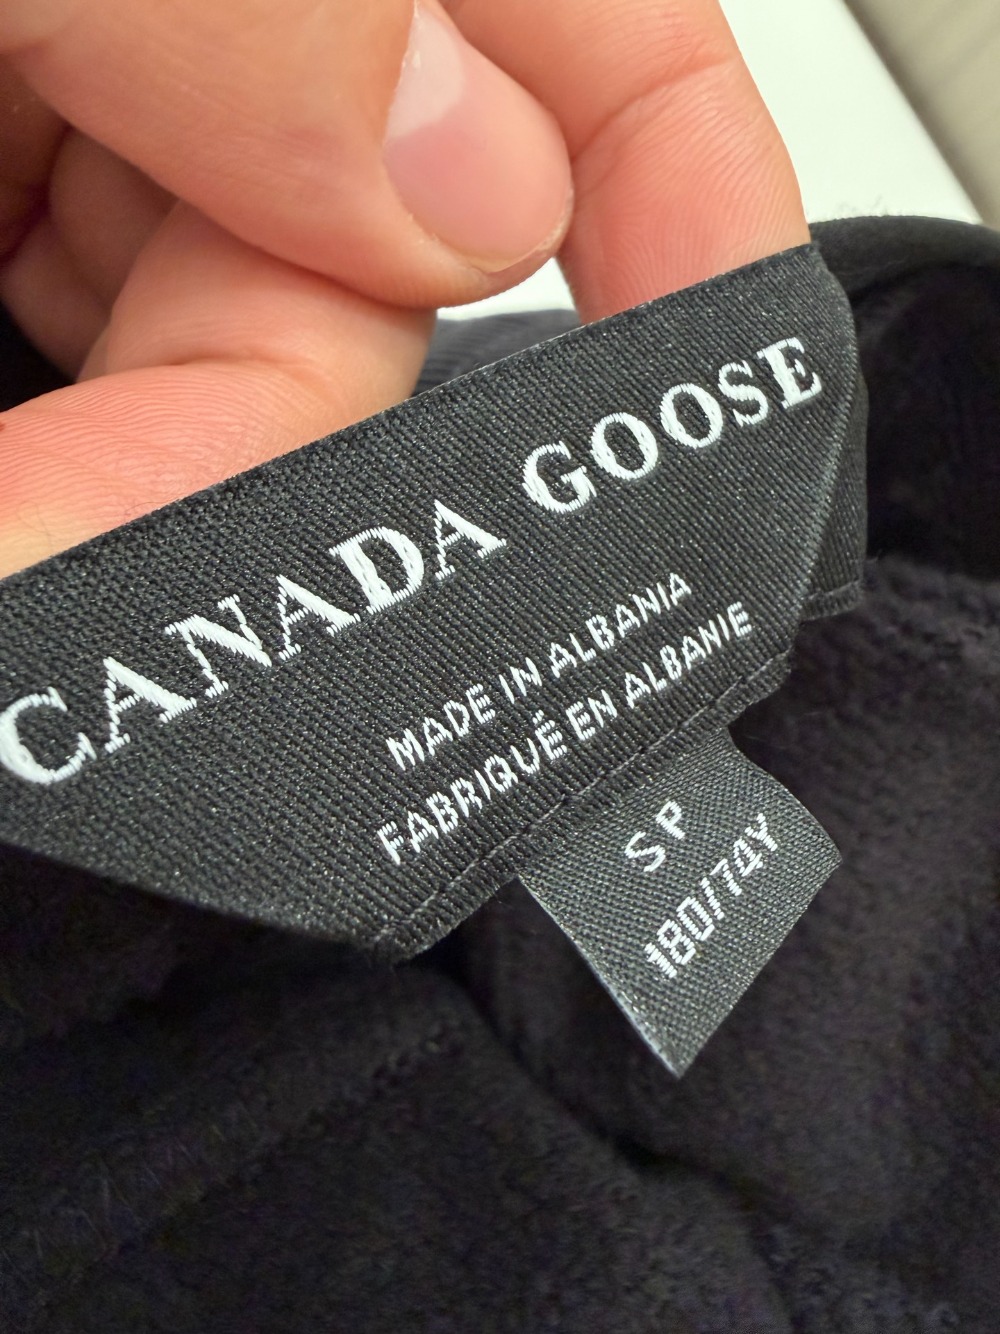 CANADA GOOSE
MADE IN ALBANIA
FABRIQUÉ EN ALBANIE
S P
180/74Y